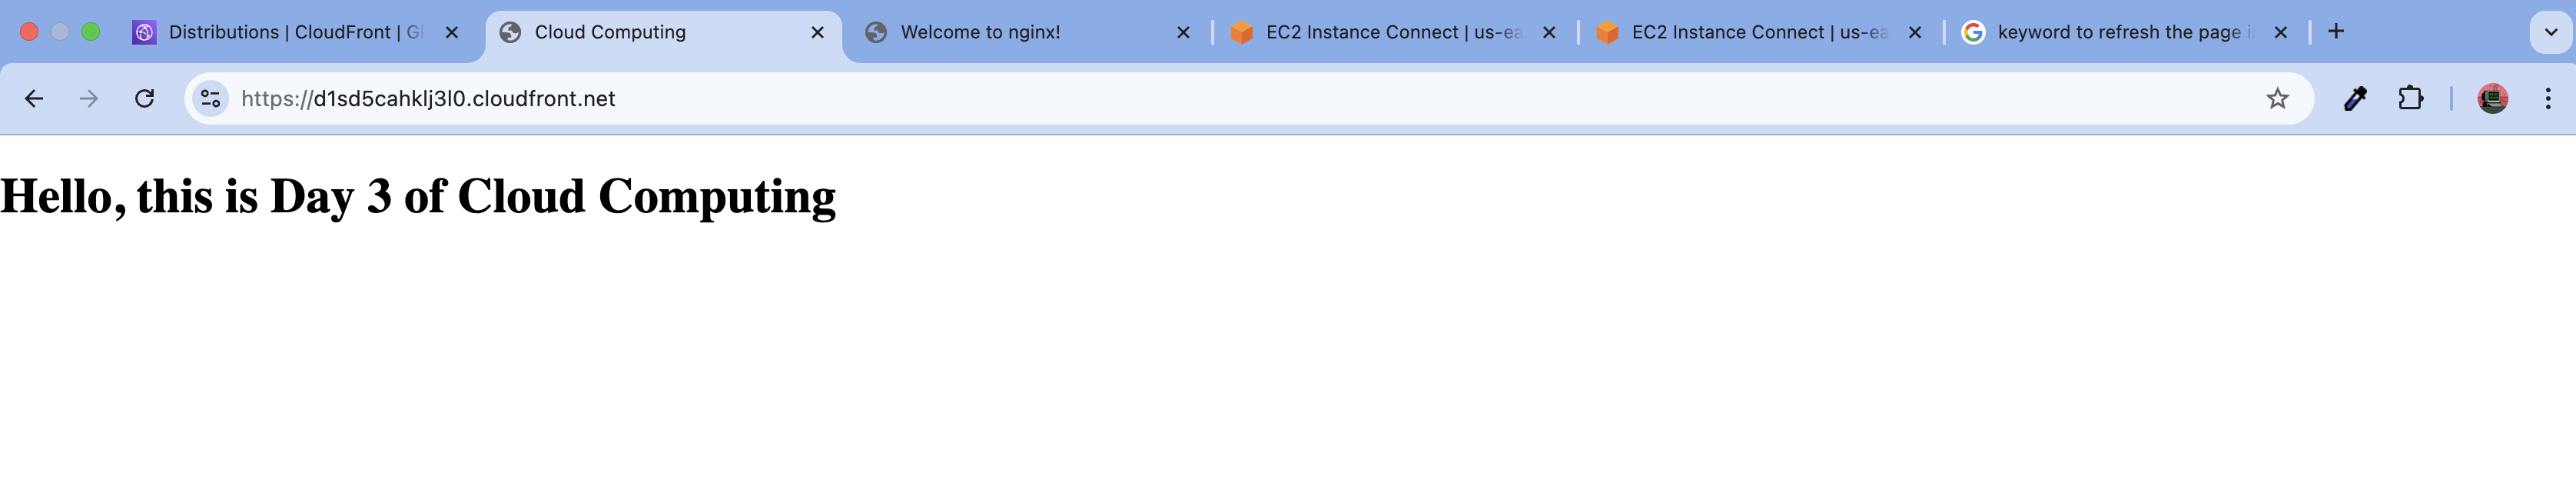 Distributions | CloudFront | Gl
Cloud Computing
Welcome to nginx!
EC2 Instance Connect | us-ea
EC2 Instance Connect | us-ea
keyword to refresh the page i
https://d1sd5cahklj3l0.cloudfront.net
Hello, this is Day 3 of Cloud Computing